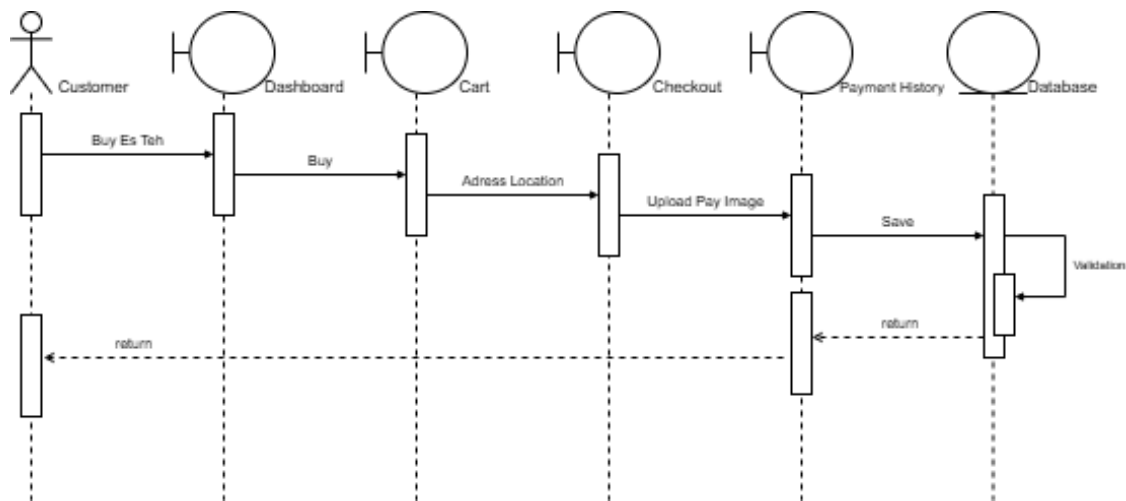 Customer
Dashboard
Cart
Checkout
Payment History
Database
Buy Es Teh
Buy
Adress Location
Upload Pay Image
Save
Validation
return
return